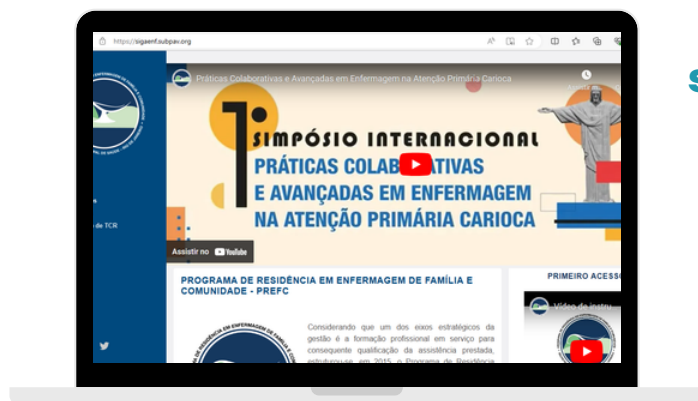 https://sigaenf.subpav.org
Práticas Colaborativas e Avançadas em Enfermagem na Atenção Primária Carioca
1º
SIMPÓSIO INTERNACIONAL
PRÁTICAS COLABORATIVAS
E AVANÇADAS EM ENFERMAGEM
NA ATENÇÃO PRIMÁRIA CARIOCA
de TCR
Assistir no YouTube
PROGRAMA DE RESIDÊNCIA EM ENFERMAGEM DE FAMÍLIA E
COMUNIDADE - PREFC
PRIMEIRO ACESSO
Vídeo de instru...
Considerando que um dos eixos estratégicos da
gestão é a formação profissional em serviço para
consequente qualificação da assistência prestada,
estruturou-se, em 2015, o Programa de Residência
S